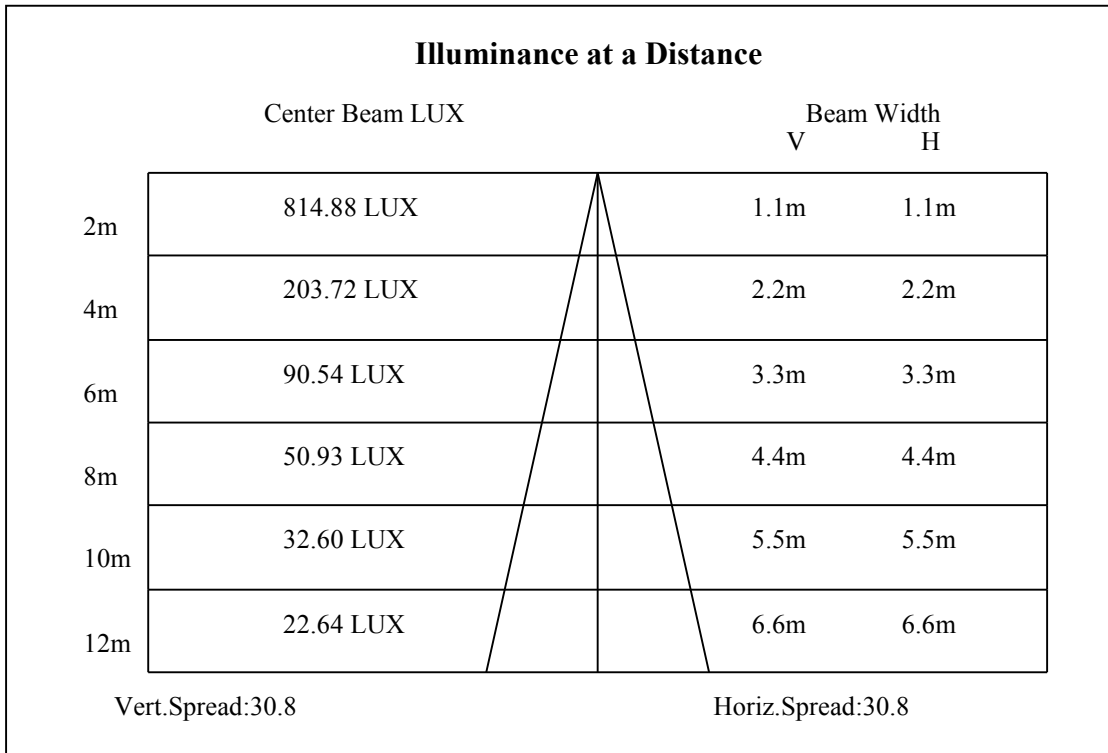 Illuminance at a Distance
Center Beam LUX Beam Width
V H
2m 814.88 LUX 1.1m 1.1m
4m 203.72 LUX 2.2m 2.2m
6m 90.54 LUX 3.3m 3.3m
8m 50.93 LUX 4.4m 4.4m
10m 32.60 LUX 5.5m 5.5m
12m 22.64 LUX 6.6m 6.6m
Vert.Spread:30.8 Horiz.Spread:30.8